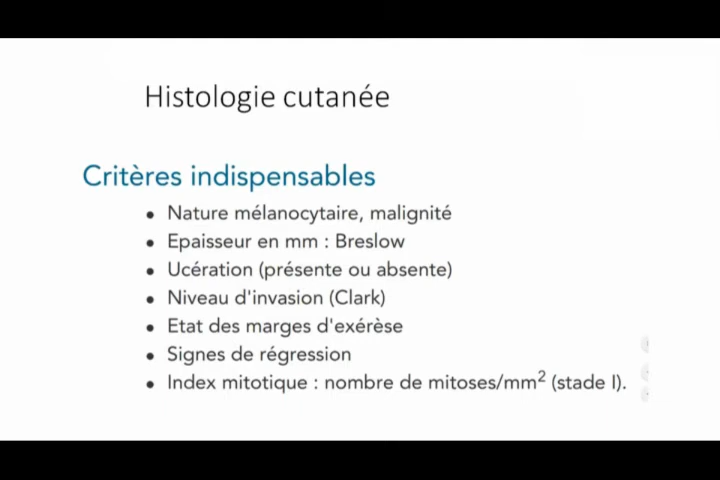 Histologie cutanée
Critères indispensables
• Nature mélanocytaire, malignité
• Epaisseur en mm : Breslow
• Ucération (présente ou absente)
• Niveau d'invasion (Clark)
• Etat des marges d'exérèse
• Signes de régression
• Index mitotique : nombre de mitoses/mm² (stade I).